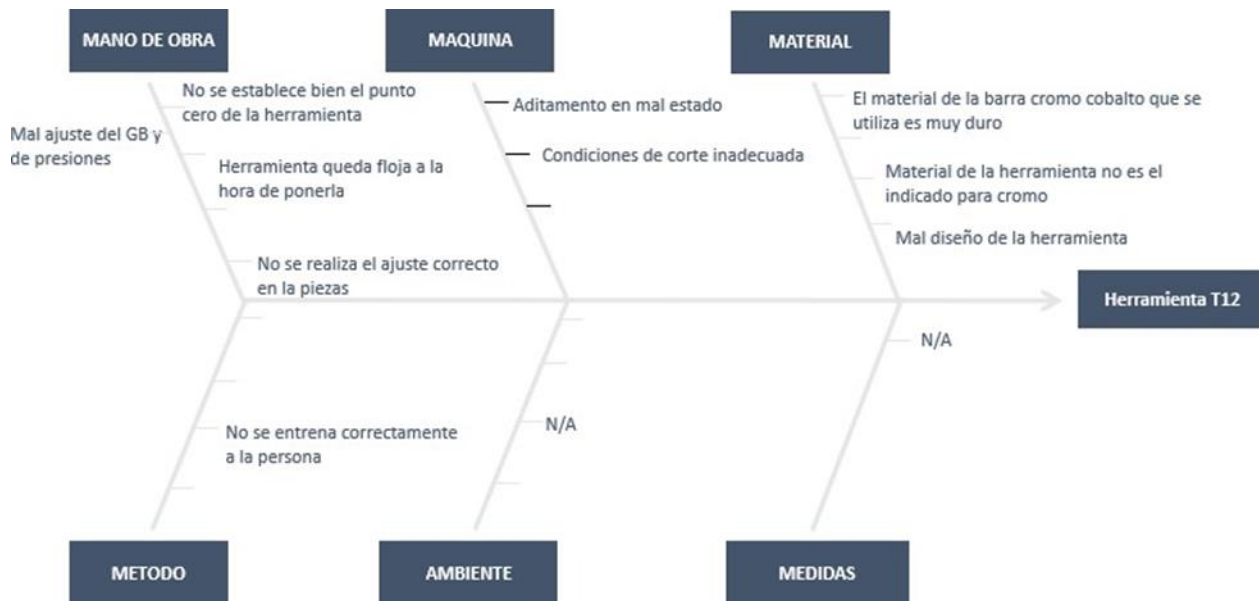 MANO DE OBRA
MAQUINA
MATERIAL
No se establece bien el punto
cero de la herramienta
Mal ajuste del GB y
de presiones
Herramienta queda floja a la
hora de ponerla
No se realiza el ajuste correcto
en la piezas
Aditamento en mal estado
Condiciones de corte inadecuada
El material de la barra cromo cobalto que se
utiliza es muy duro
Material de la herramienta no es el
indicado para cromo
Mal diseño de la herramienta
Herramienta T12
No se entrena correctamente
a la persona
N/A
N/A
METODO
AMBIENTE
MEDIDAS